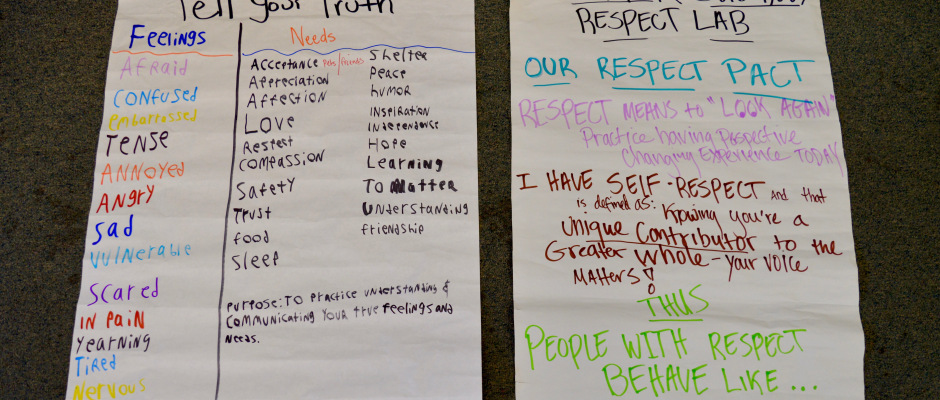 Tell Your Truth
Feelings
Afraid
CONFUSED
embarrassed
TENSE
ANNOYED
ANGRY
Sad
VULNERABLE
SCARED
IN PAIN
YEARNING
TIRED
NERVOUS
Needs
Acceptance Pets/Friends
Appreciation
Affection
LOVE
Respect
COMPASSION
Safety
Trust
food
Sleep
Shelter
Peace
humor
INSPIRATION
Independence
Hope
Learning
To Matter
Understanding
friendship
Purpose: To practice understanding &
communicating your true feelings and
needs.
RESPECT LAB
OUR RESPECT PACT
RESPECT MEANS to "LOOK AGAIN"
Practice having Perspective
Changing Experience TODAY
I HAVE SELF-RESPECT and that
is defined as: Knowing you're a
unique contributor to the
Greater whole - your voice
MATTERS!
THUS
PEOPLE WITH RESPECT
BEHAVE LIKE ...